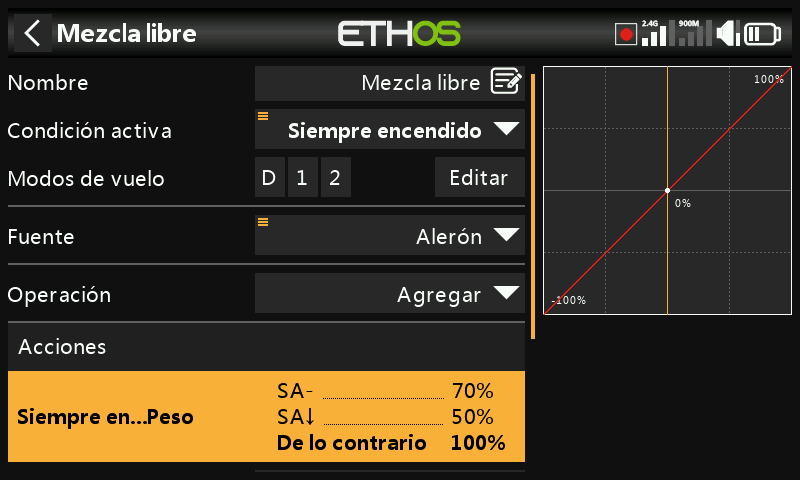 Mezcla libre
ETHOS
2.4G
900M
Nombre
Mezcla libre
Condición activa
Siempre encendido
Modos de vuelo
D 1 2
Editar
Fuente
Alerón
Operación
Agregar
Acciones
Siempre en...Peso
SA- 70%
SA↓ 50%
De lo contrario 100%
100%
0%
-100%